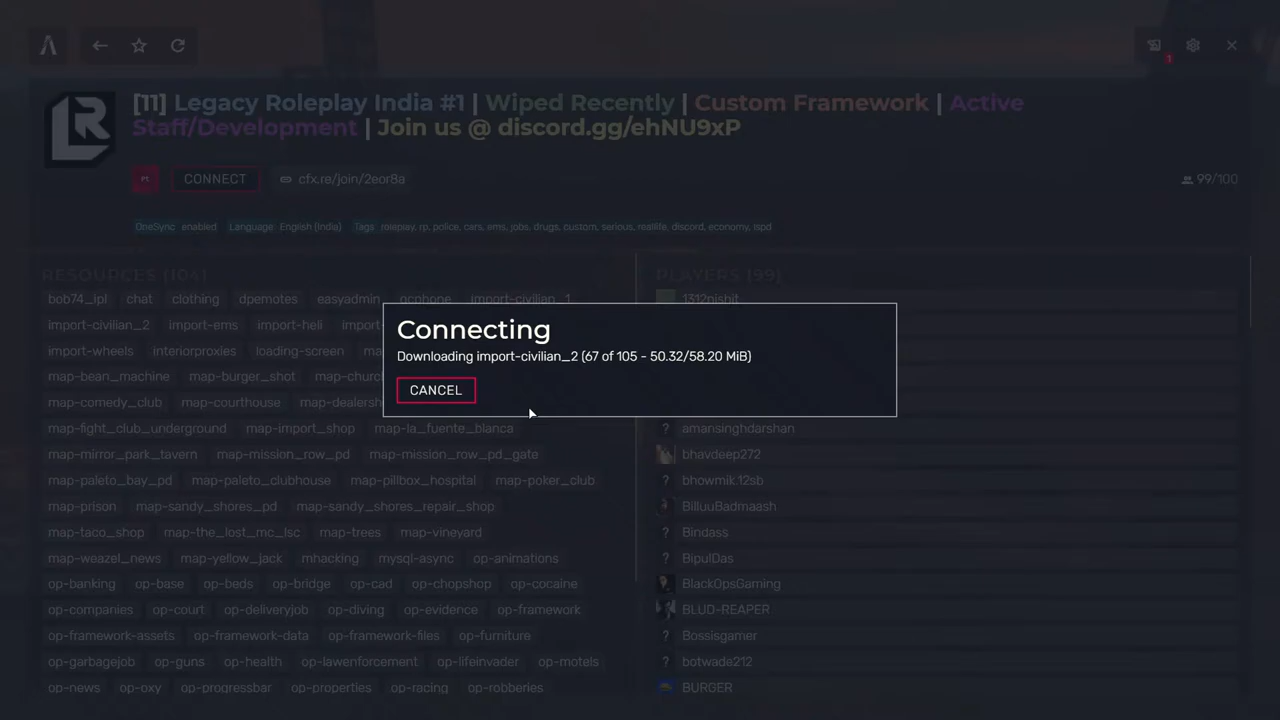 [11] Legacy Roleplay India #1 | Wiped Recently | Custom Framework | Active
Staff/Development | Join us @ discord.gg/ehNU9xP
CONNECT cfx.re/join/2eor8a 99/100
OneSync enabled Language: English (India) Tags roleplay, rp, police, cars, ems, jobs, drugs, custom, serious, reallife, discord, economy, lspd
RESOURCES (104)
bob74_ipl chat clothing dpemotes easyadmin gcphone import-civilian_1
import-civilian_2 import-ems import-heli
import-wheels interiorproxies loading-screen
map-bean_machine map-burger_shot
map-comedy_club map-courthouse
map-fight_club_underground map-import_shop map-la_fuente_blanca
map-mirror_park_tavern map-mission_row_pd map-mission_row_pd_gate
map-paleto_bay_pd map-paleto_clubhouse map-pillbox_hospital map-poker_club
map-prison map-sandy_shores_pd map-sandy_shores_repair_shop
map-taco_shop map-the_lost_mc_lsc map-trees map-vineyard
map-weazel_news map-yellow_jack mhacking mysql-async op-animations
op-banking op-base op-beds op-bridge op-cad op-chopshop op-cocaine
op-companies op-court op-deliveryjob op-diving op-evidence op-framework
op-framework-assets op-framework-data op-framework-files op-furniture
op-garbagejob op-guns op-health op-lawenforcement op-lifeinvader op-motels
op-news op-oxy op-progressbar op-properties op-racing op-robberies
PLAYERS (99)
1312nishit
? amansinghdarshan
bhavdeep272
? bhowmik.12sb
BilluuBadmaash
? Bindass
? BipulDas
BlackOpsGaming
BLUD-REAPER
? Bossisgamer
? botwade212
BURGER
Connecting
Downloading import-civilian_2 (67 of 105 - 50.32/58.20 MiB)
CANCEL
1